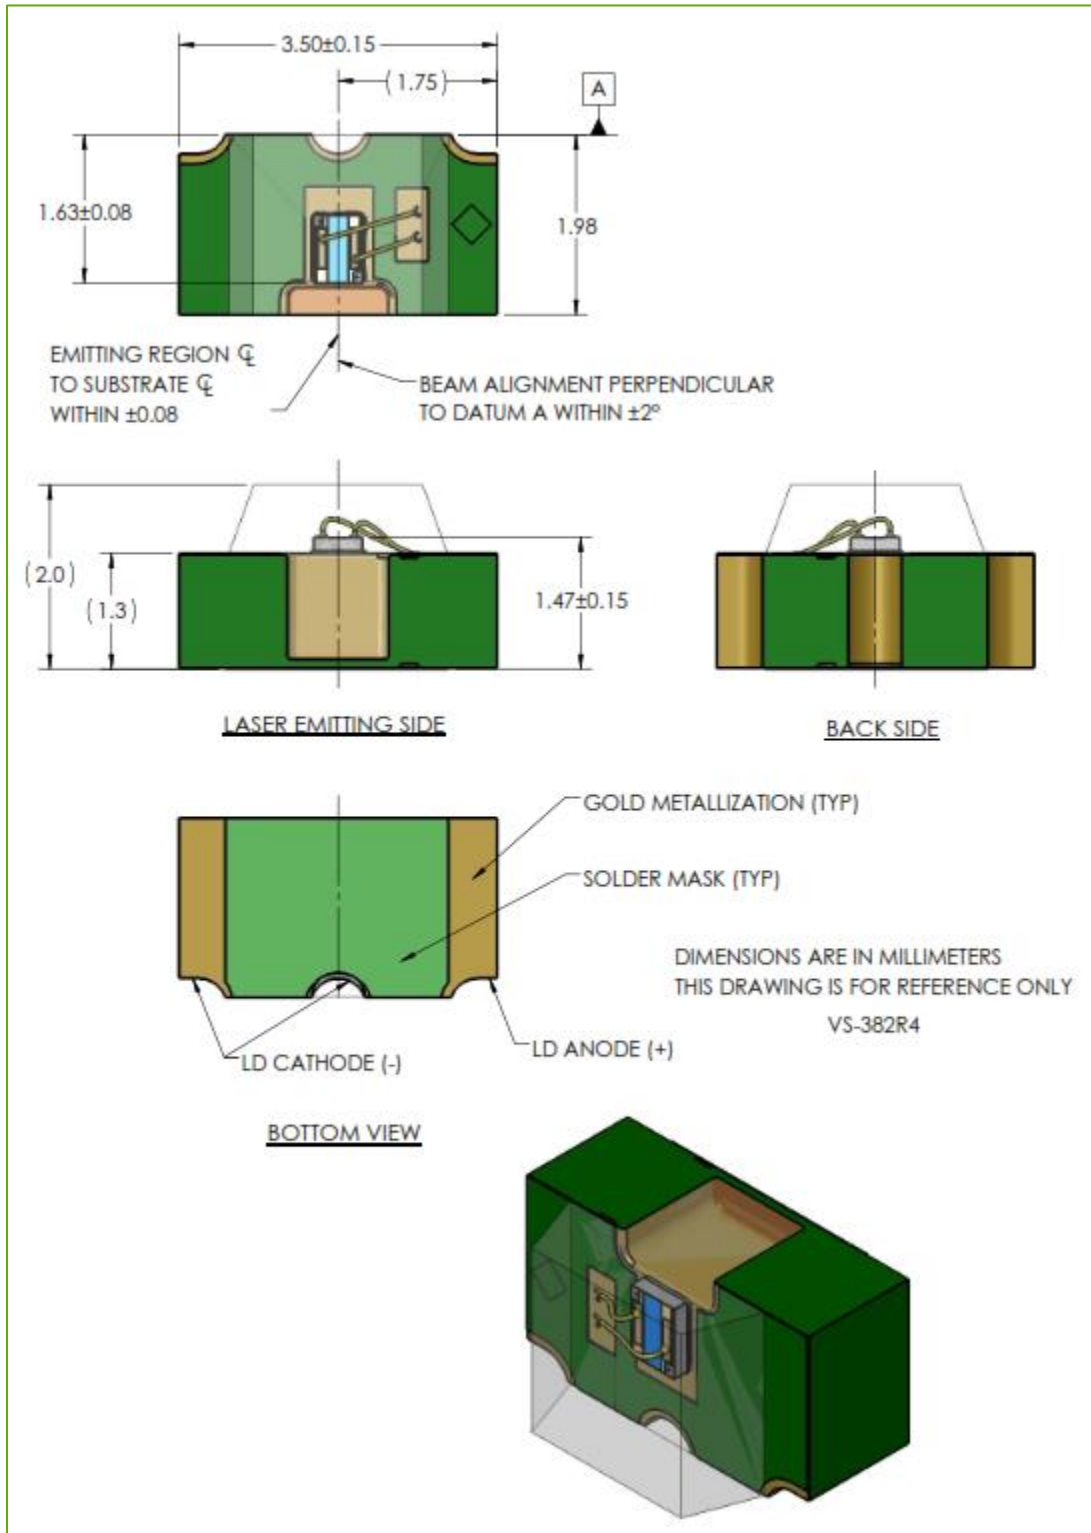 3.50±0.15
(1.75)
A
1.63±0.08
1.98
EMITTING REGION ℄
TO SUBSTRATE ℄
WITHIN ±0.08
BEAM ALIGNMENT PERPENDICULAR
TO DATUM A WITHIN ±2°
(2.0)
(1.3)
1.47±0.15
LASER EMITTING SIDE
BACK SIDE
GOLD METALLIZATION (TYP)
SOLDER MASK (TYP)
DIMENSIONS ARE IN MILLIMETERS
THIS DRAWING IS FOR REFERENCE ONLY
VS-382R4
LD CATHODE (-)
LD ANODE (+)
BOTTOM VIEW